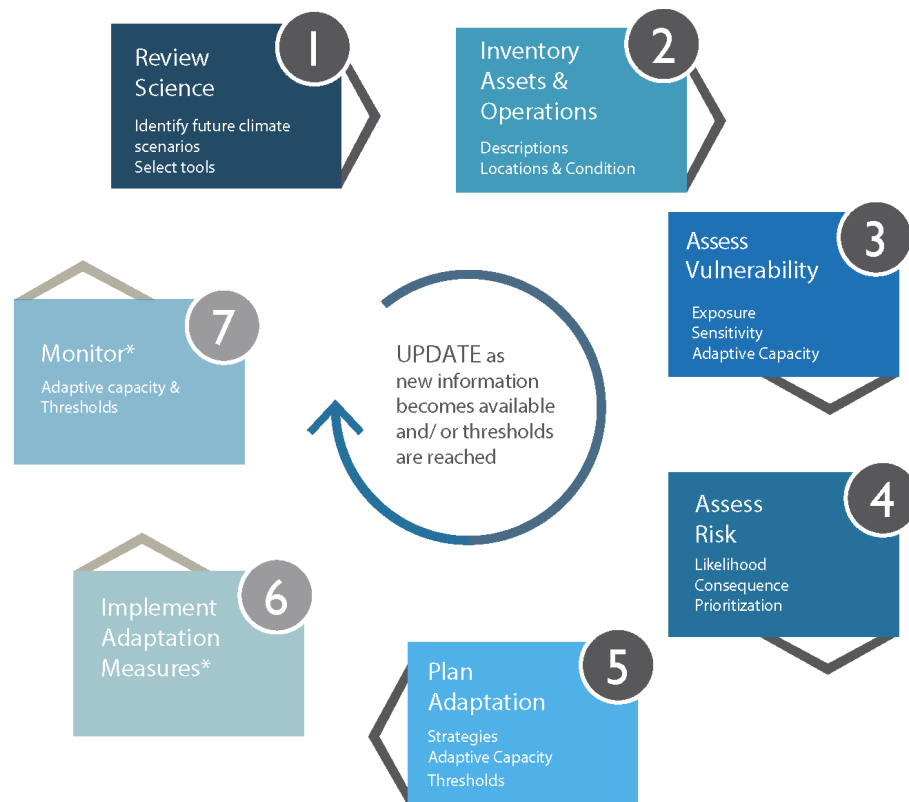 1
Review
Science
Identify future climate
scenarios
Select tools
2
Inventory
Assets &
Operations
Descriptions
Locations & Condition
3
Assess
Vulnerability
Exposure
Sensitivity
Adaptive Capacity
4
Assess
Risk
Likelihood
Consequence
Prioritization
5
Plan
Adaptation
Strategies
Adaptive Capacity
Thresholds
6
Implement
Adaptation
Measures*
7
Monitor*
Adaptive capacity &
Thresholds
UPDATE as
new information
becomes available
and/ or thresholds
are reached